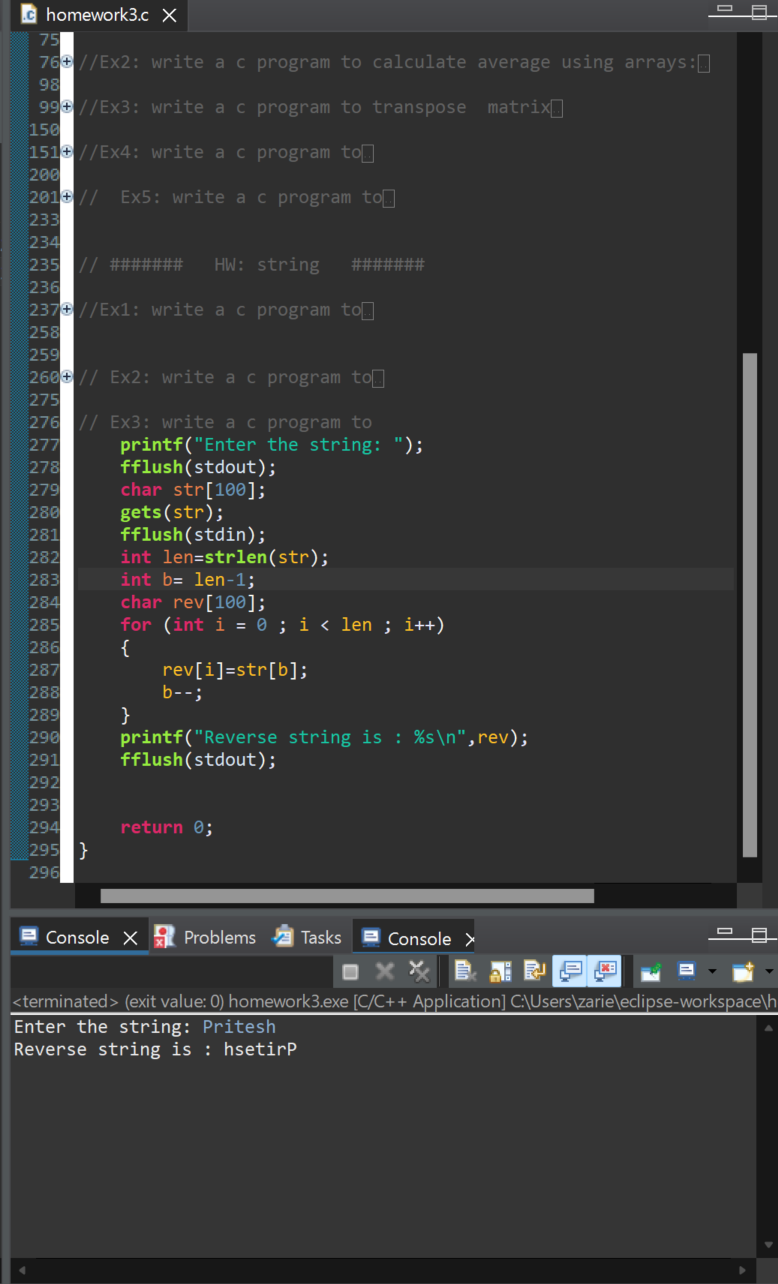 homework3.c
75
76 //Ex2: write a c program to calculate average using arrays:
98
99 //Ex3: write a c program to transpose  matrix
150
151 //Ex4: write a c program to
200
201 //  Ex5: write a c program to
233
234
235 // #######   HW: string   #######
236
237 //Ex1: write a c program to
258
259
260 // Ex2: write a c program to
275
276 // Ex3: write a c program to
277     printf("Enter the string: ");
278     fflush(stdout);
279     char str[100];
280     gets(str);
281     fflush(stdin);
282     int len=strlen(str);
283     int b= len-1;
284     char rev[100];
285     for (int i = 0 ; i < len ; i++)
286     {
287         rev[i]=str[b];
288         b--;
289     }
290     printf("Reverse string is : %s\n",rev);
291     fflush(stdout);
292
293
294     return 0;
295 }
296
Console Problems Tasks Console
<terminated> (exit value: 0) homework3.exe [C/C++ Application] C:\Users\zarie\eclipse-workspace\h
Enter the string: Pritesh
Reverse string is : hsetirP